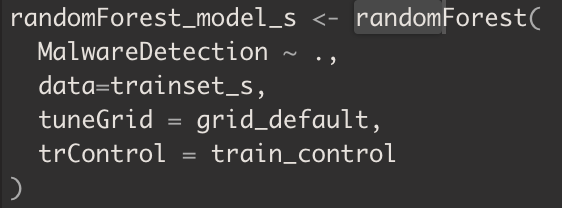 randomForest_model_s <- randomForest(
  MalwareDetection ~ .,
  data=trainset_s,
  tuneGrid = grid_default,
  trControl = train_control
)